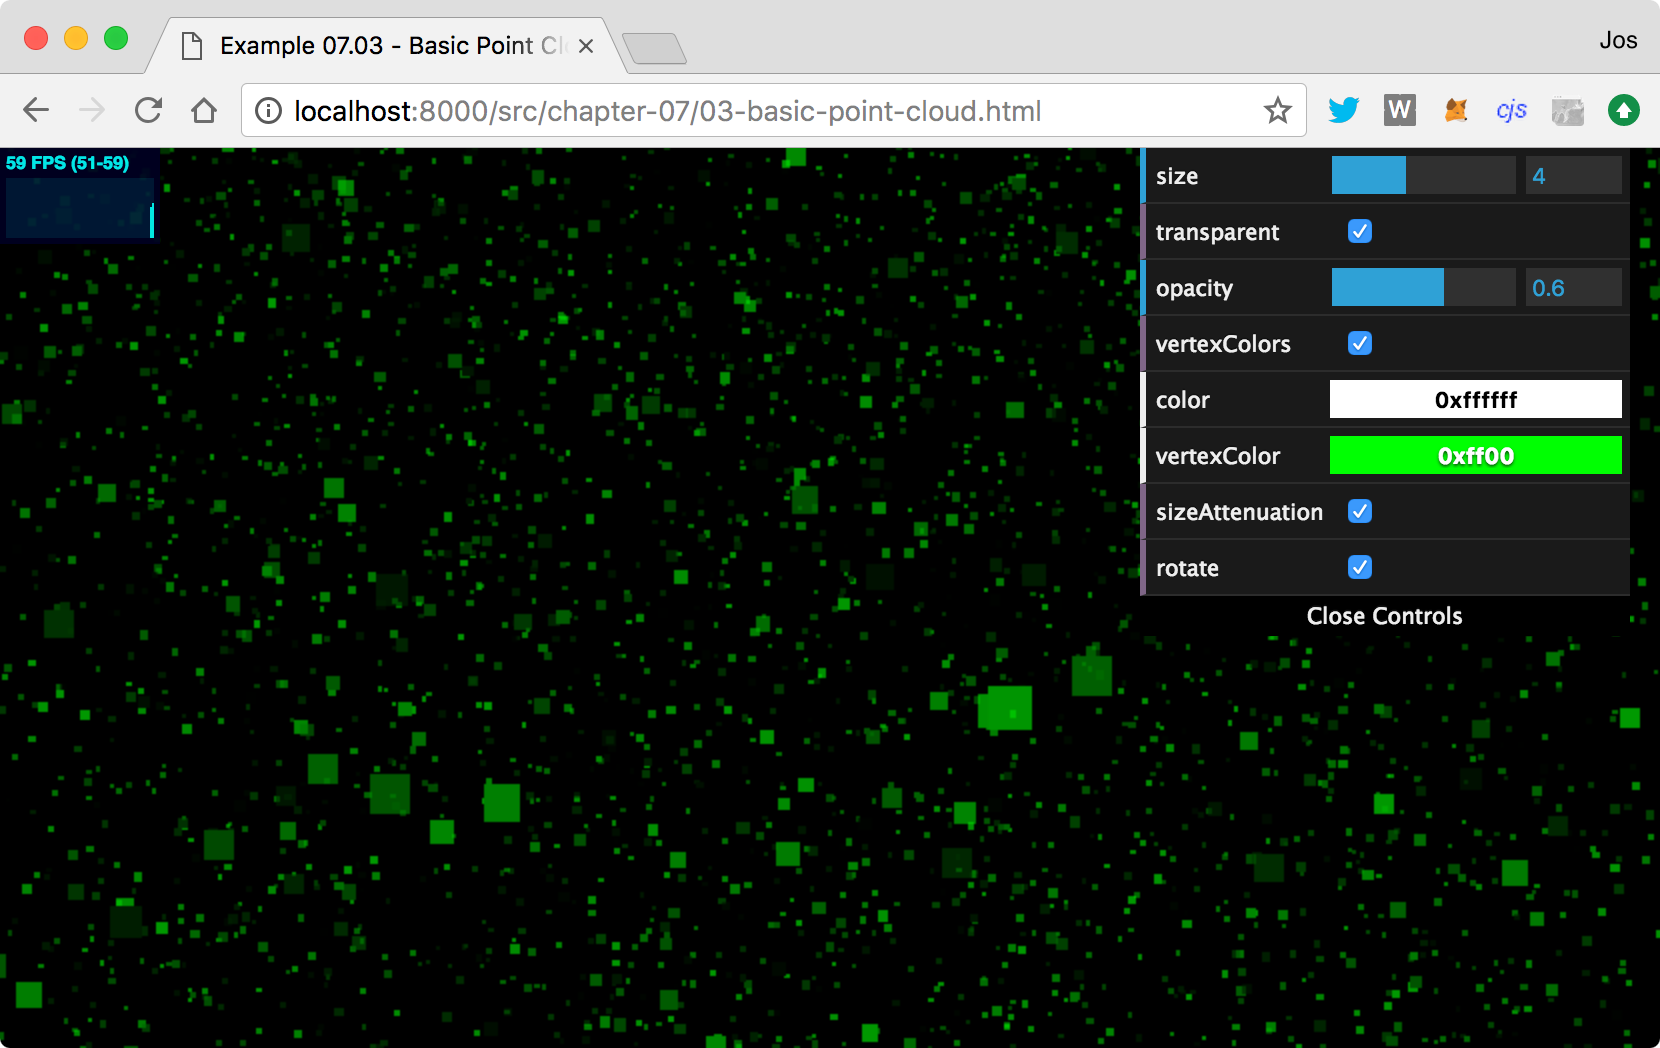 Example 07.03 - Basic Point Cl
Jos
localhost:8000/src/chapter-07/03-basic-point-cloud.html
W
cjs
59 FPS (51-59)
size 4
transparent
opacity 0.6
vertexColors
color 0xffffff
vertexColor 0xff00
sizeAttenuation
rotate
Close Controls